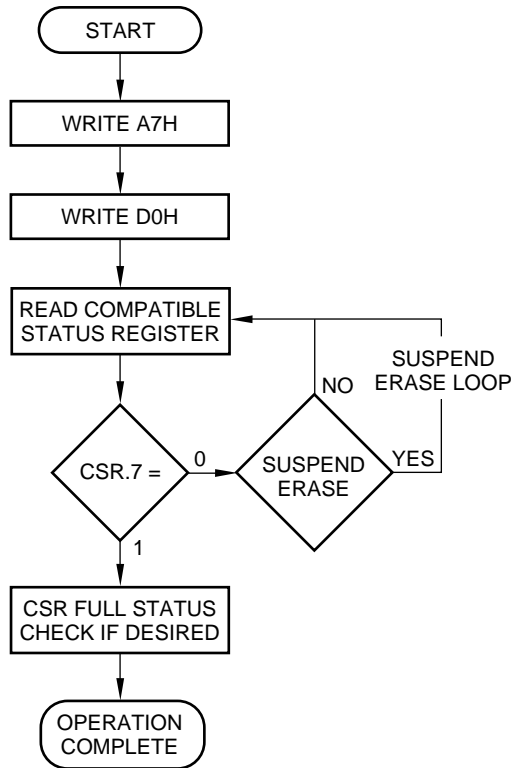 START
WRITE A7H
WRITE D0H
READ COMPATIBLE
STATUS REGISTER
SUSPEND
ERASE LOOP
NO
CSR.7 =
0
SUSPEND
ERASE
YES
1
CSR FULL STATUS
CHECK IF DESIRED
OPERATION
COMPLETE